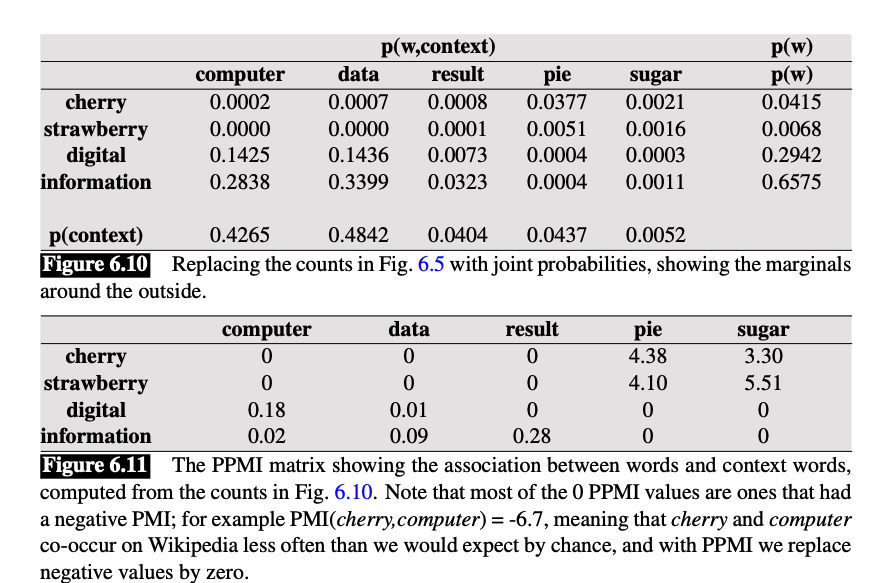 p(w,context) p(w)
computer data result pie sugar p(w)
cherry 0.0002 0.0007 0.0008 0.0377 0.0021 0.0415
strawberry 0.0000 0.0000 0.0001 0.0051 0.0016 0.0068
digital 0.1425 0.1436 0.0073 0.0004 0.0003 0.2942
information 0.2838 0.3399 0.0323 0.0004 0.0011 0.6575
p(context) 0.4265 0.4842 0.0404 0.0437 0.0052
Figure 6.10 Replacing the counts in Fig. 6.5 with joint probabilities, showing the marginals
around the outside.
computer data result pie sugar
cherry 0 0 0 4.38 3.30
strawberry 0 0 0 4.10 5.51
digital 0.18 0.01 0 0 0
information 0.02 0.09 0.28 0 0
Figure 6.11 The PPMI matrix showing the association between words and context words,
computed from the counts in Fig. 6.10. Note that most of the 0 PPMI values are ones that had
a negative PMI; for example PMI(cherry,computer) = -6.7, meaning that cherry and computer
co-occur on Wikipedia less often than we would expect by chance, and with PPMI we replace
negative values by zero.